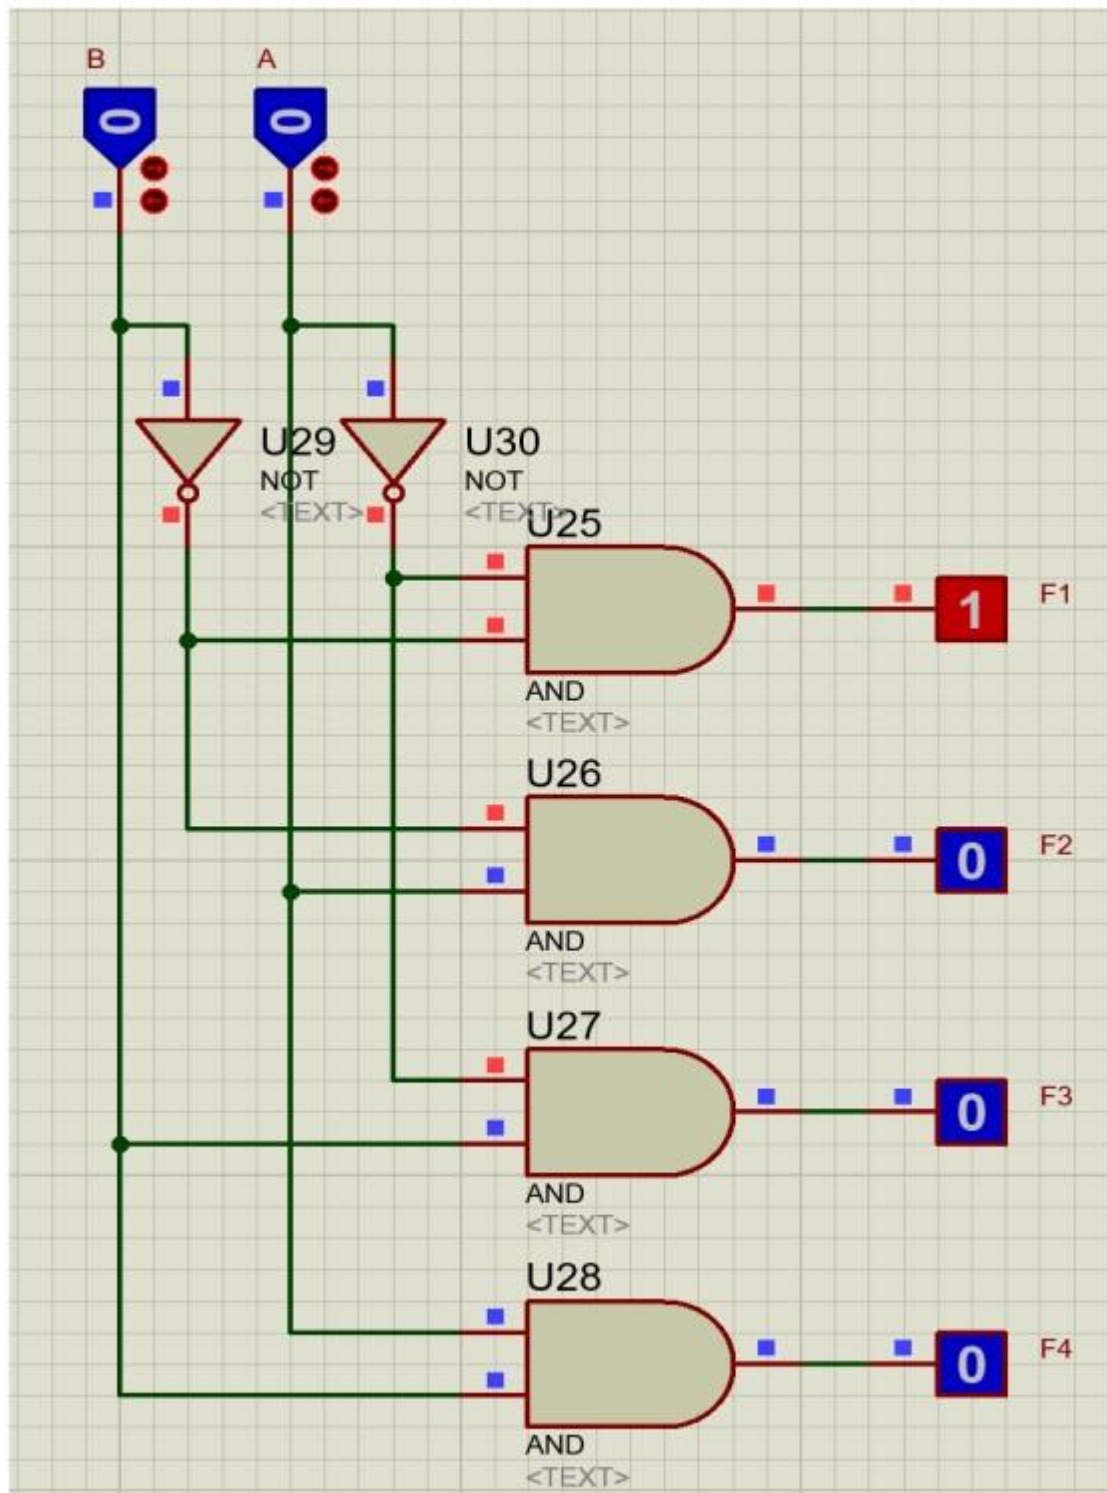 B
A
0
0
U29
NOT
<TEXT>
U30
NOT
<TEXT>
U25
AND
<TEXT>
1
F1
U26
AND
<TEXT>
0
F2
U27
AND
<TEXT>
0
F3
U28
AND
<TEXT>
0
F4